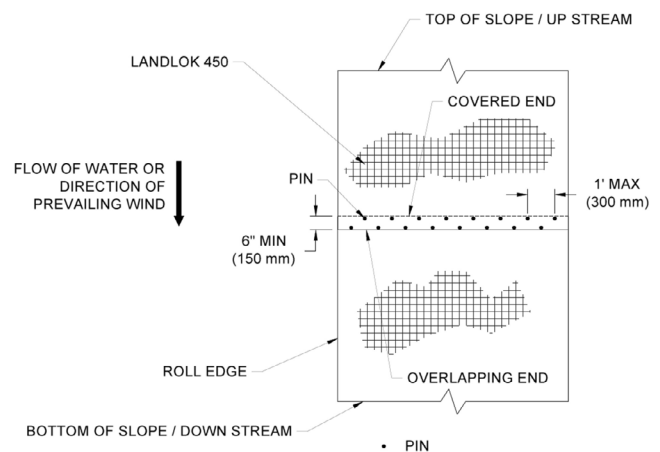 TOP OF SLOPE / UP STREAM
LANDLOK 450
COVERED END
FLOW OF WATER OR
DIRECTION OF
PREVAILING WIND
PIN
1' MAX
(300 mm)
6" MIN
(150 mm)
ROLL EDGE
OVERLAPPING END
BOTTOM OF SLOPE / DOWN STREAM
PIN